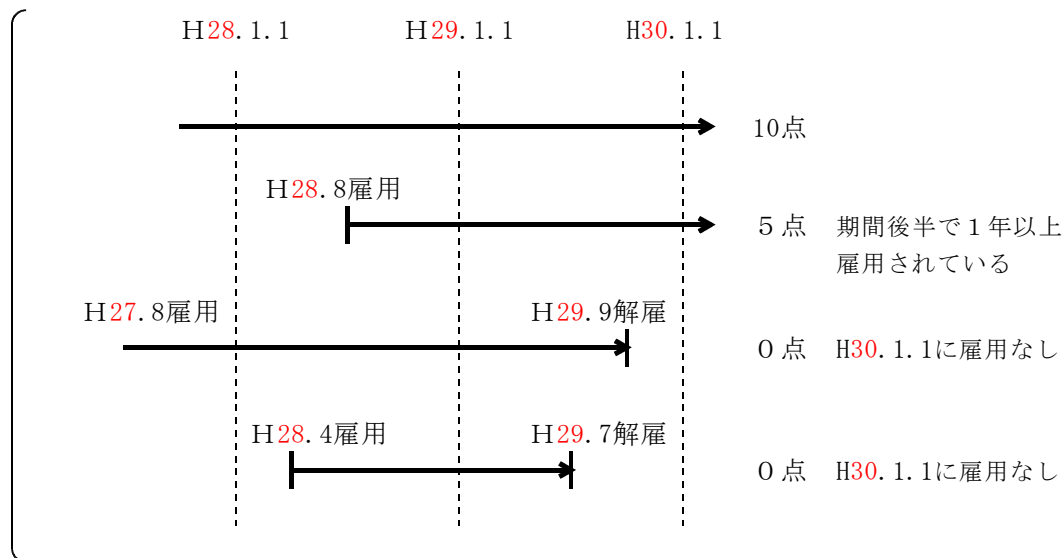 H28.1.1 H29.1.1 H30.1.1
10点
H28.8雇用
5点 期間後半で1年以上
雇用されている
H27.8雇用 H29.9解雇
0点 H30.1.1に雇用なし
H28.4雇用 H29.7解雇
0点 H30.1.1に雇用なし